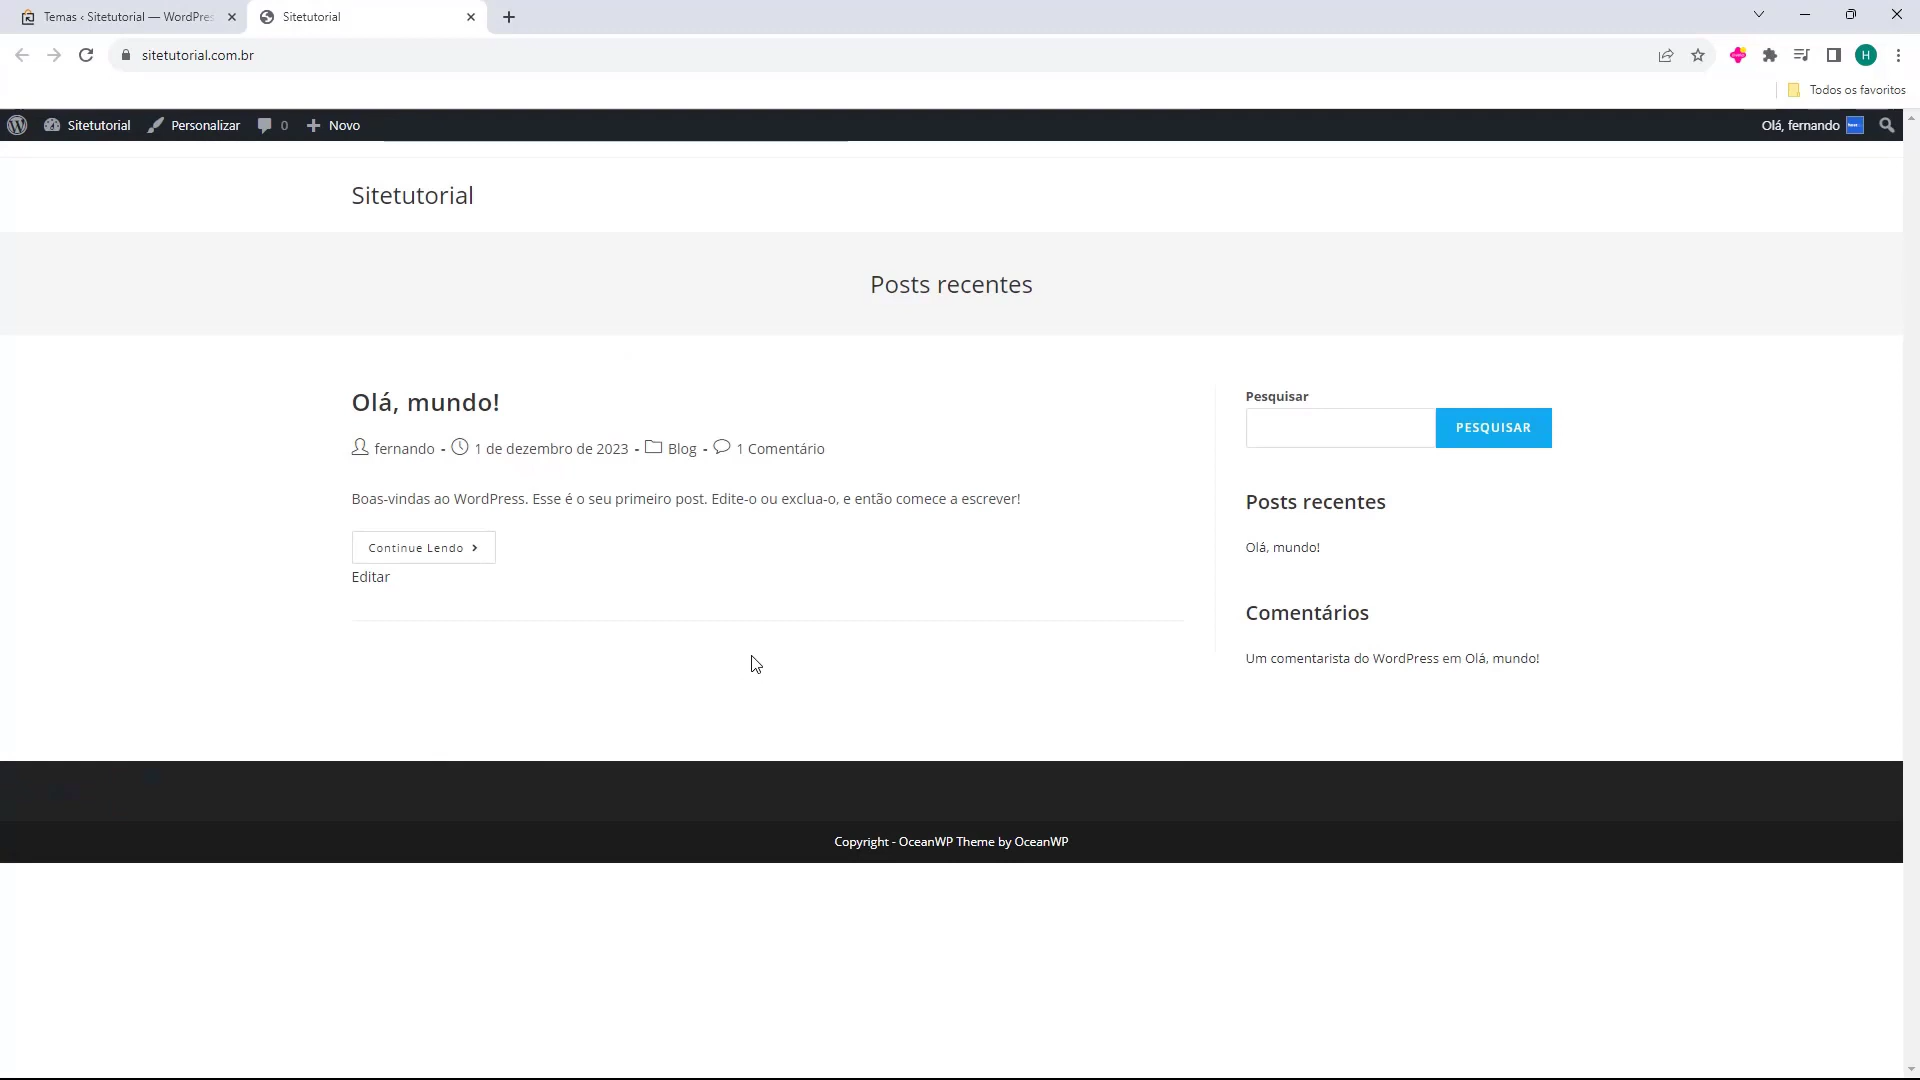 Temas ‹ Sitetutorial — WordPres
Sitetutorial
sitetutorial.com.br
H
Todos os favoritos
Sitetutorial
Personalizar
0
Novo
Olá, fernando
Sitetutorial
Posts recentes
Olá, mundo!
fernando - 1 de dezembro de 2023 - Blog - 1 Comentário
Boas-vindas ao WordPress. Esse é o seu primeiro post. Edite-o ou exclua-o, e então comece a escrever!
Continue Lendo
Editar
Pesquisar
PESQUISAR
Posts recentes
Olá, mundo!
Comentários
Um comentarista do WordPress em Olá, mundo!
Copyright - OceanWP Theme by OceanWP